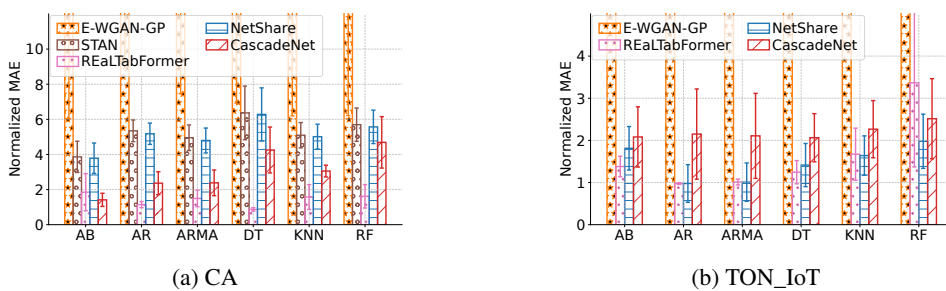 E-WGAN-GP
STAN
REaLTabFormer
NetShare
CascadeNet
Normalized MAE
10
8
6
4
2
0
AB AR ARMA DT KNN RF
(a) CA
E-WGAN-GP
REaLTabFormer
NetShare
CascadeNet
Normalized MAE
4
3
2
1
0
AB AR ARMA DT KNN RF
(b) TON_IoT